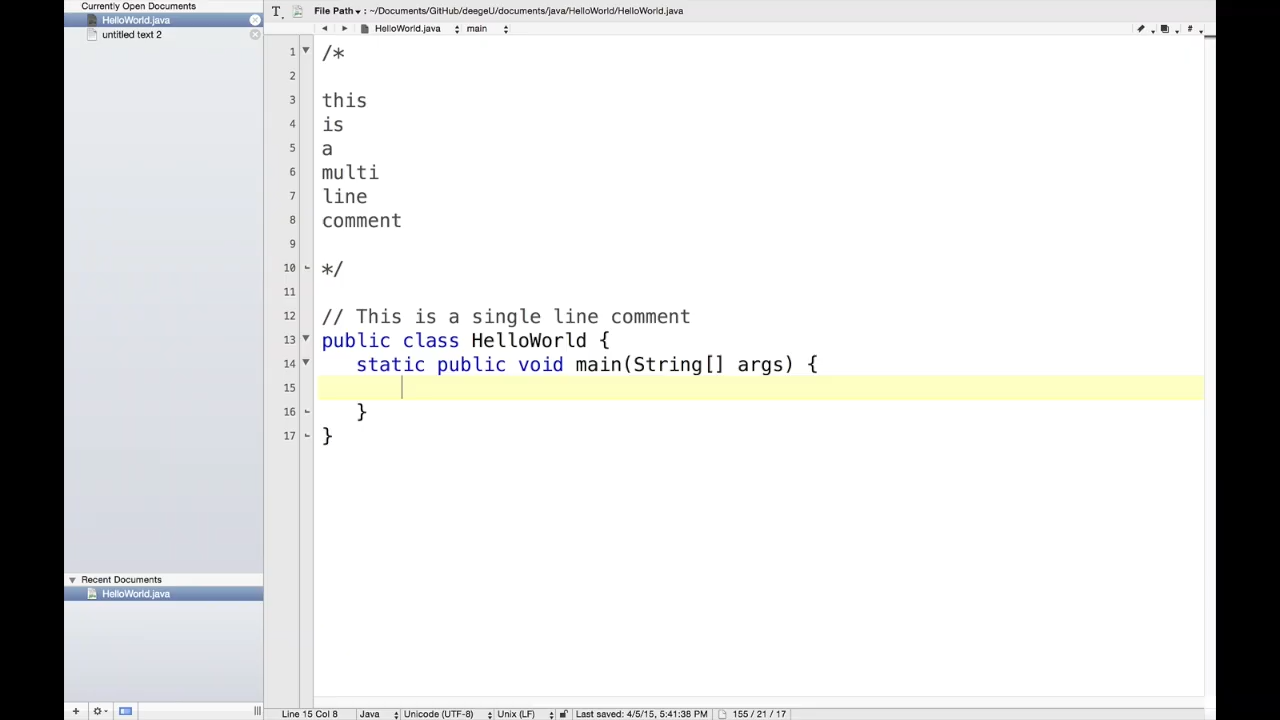 Currently Open Documents
HelloWorld.java
untitled text 2
File Path : ~/Documents/GitHub/deegeU/documents/java/HelloWorld/HelloWorld.java
HelloWorld.java main #
1 /*
2
3 this
4 is
5 a
6 multi
7 line
8 comment
9
10 */
11
12 // This is a single line comment
13 public class HelloWorld {
14 static public void main(String[] args) {
15
16 }
17 }
Recent Documents
HelloWorld.java
Line 15 Col 8 Java Unicode (UTF-8) Unix (LF) Last saved: 4/5/15, 5:41:38 PM 155 / 21 / 17